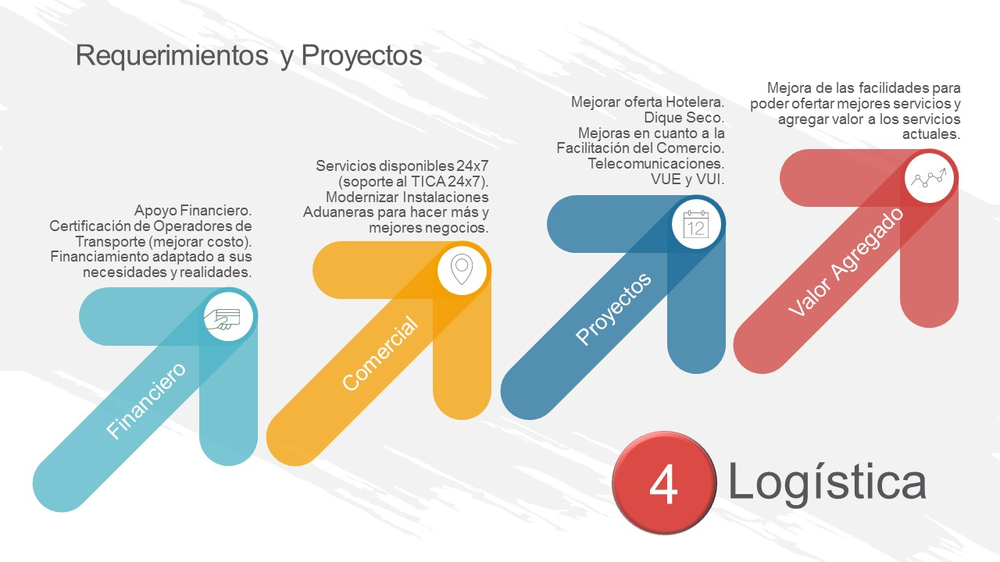 Requerimientos y Proyectos
Apoyo Financiero.
Certificación de Operadores de
Transporte (mejorar costo).
Financiamiento adaptado a sus
necesidades y realidades.
Financiero
Servicios disponibles 24x7
(soporte al TICA 24x7).
Modernizar Instalaciones
Aduaneras para hacer más y
mejores negocios.
Comercial
Mejorar oferta Hotelera.
Dique Seco.
Mejoras en cuanto a la
Facilitación del Comercio.
Telecomunicaciones.
VUE y VUI.
12
Proyectos
Mejora de las facilidades para
poder ofertar mejores servicios y
agregar valor a los servicios
actuales.
Valor Agregado
4 Logística